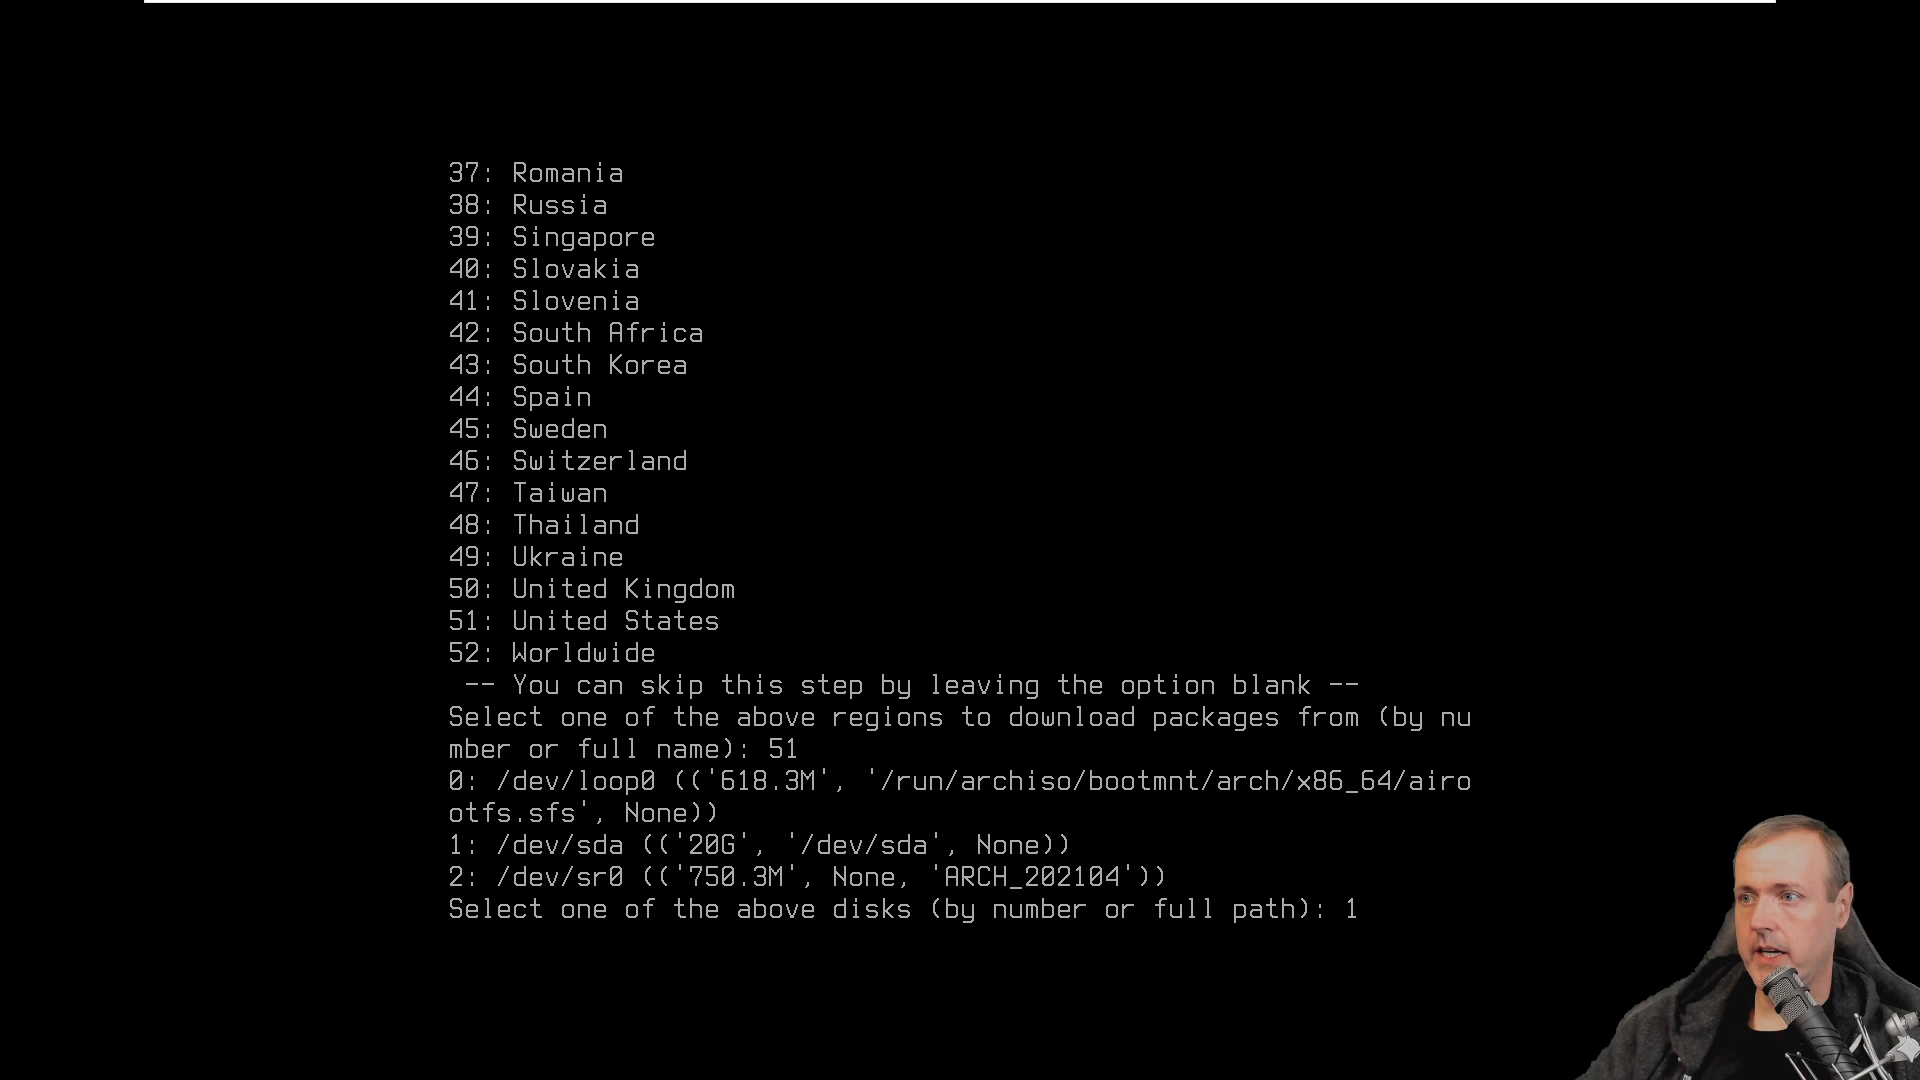 37: Romania
38: Russia
39: Singapore
40: Slovakia
41: Slovenia
42: South Africa
43: South Korea
44: Spain
45: Sweden
46: Switzerland
47: Taiwan
48: Thailand
49: Ukraine
50: United Kingdom
51: United States
52: Worldwide
-- You can skip this step by leaving the option blank --
Select one of the above regions to download packages from (by nu
mber or full name): 51
0: /dev/loop0 (('618.3M', '/run/archiso/bootmnt/arch/x86_64/airo
otfs.sfs', None))
1: /dev/sda (('20G', '/dev/sda', None))
2: /dev/sr0 (('750.3M', None, 'ARCH_202104'))
Select one of the above disks (by number or full path): 1